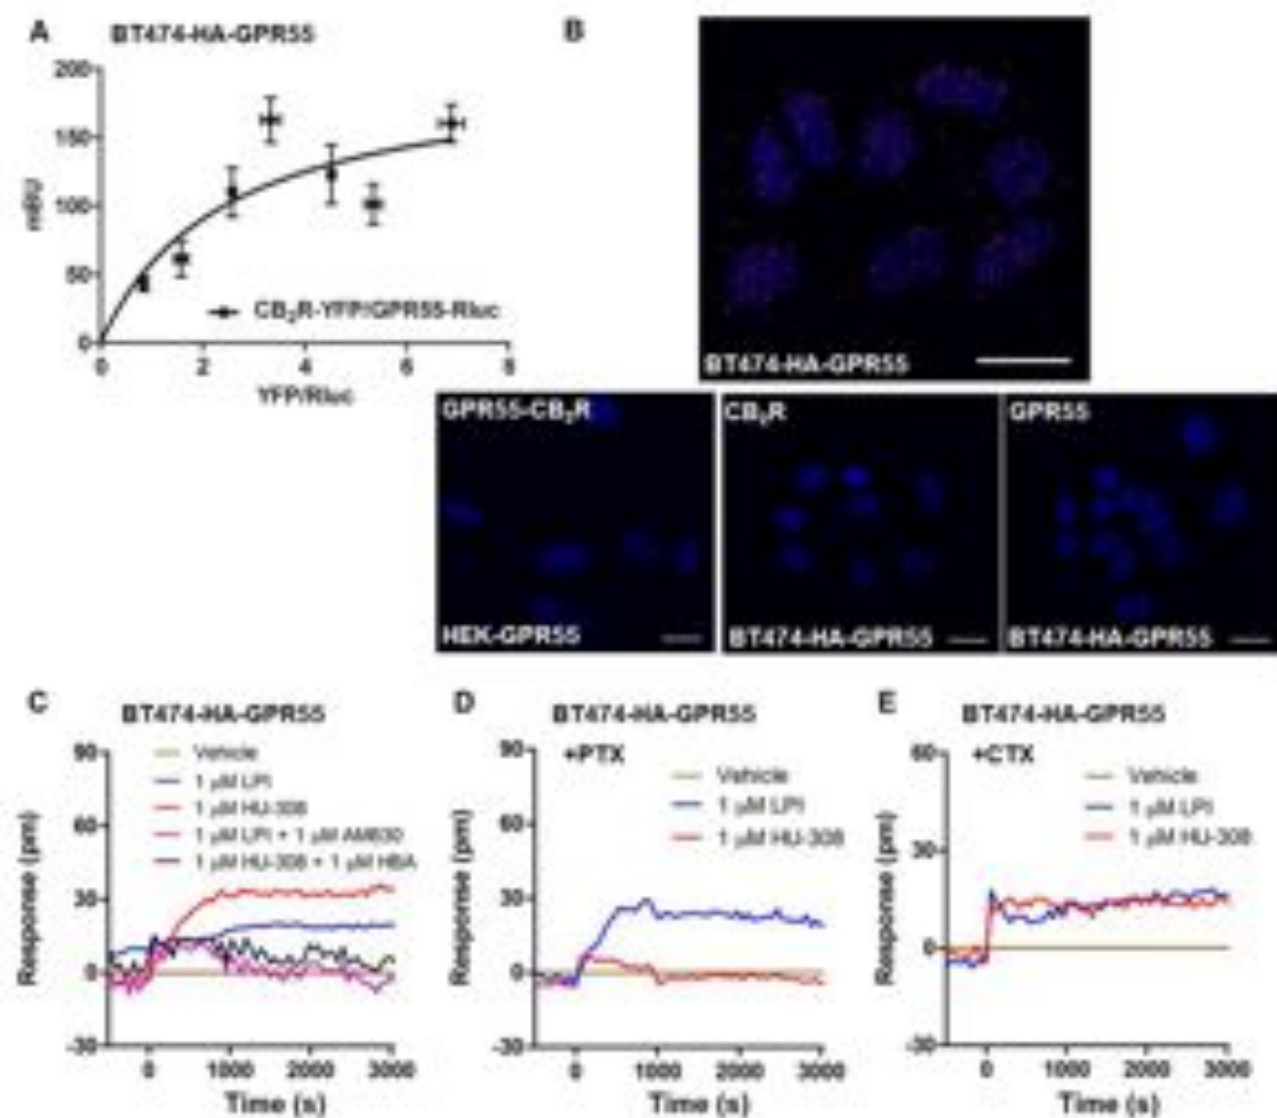 A
BT474-HA-GPR55
200
150
100
50
0
mBU
CB₂R-YFP/GPR55-Rluc
0 2 4 6 8
YFP/Rluc
B
BT474-HA-GPR55
GPR55-CB₂R
HEK-GPR55
CB₂R
BT474-HA-GPR55
GPR55
BT474-HA-GPR55
C
BT474-HA-GPR55
Vehicle
1 µM LPI
1 µM HU-308
1 µM LPI + 1 µM AM630
1 µM HU-308 + 1 µM HBA
90
60
30
0
-30
Response (pm)
0 1000 2000 3000
Time (s)
D
BT474-HA-GPR55
+PTX
Vehicle
1 µM LPI
1 µM HU-308
90
60
30
0
-30
Response (pm)
0 1000 2000 3000
Time (s)
E
BT474-HA-GPR55
+CTX
Vehicle
1 µM LPI
1 µM HU-308
60
30
0
-30
Response (pm)
0 1000 2000 3000
Time (s)